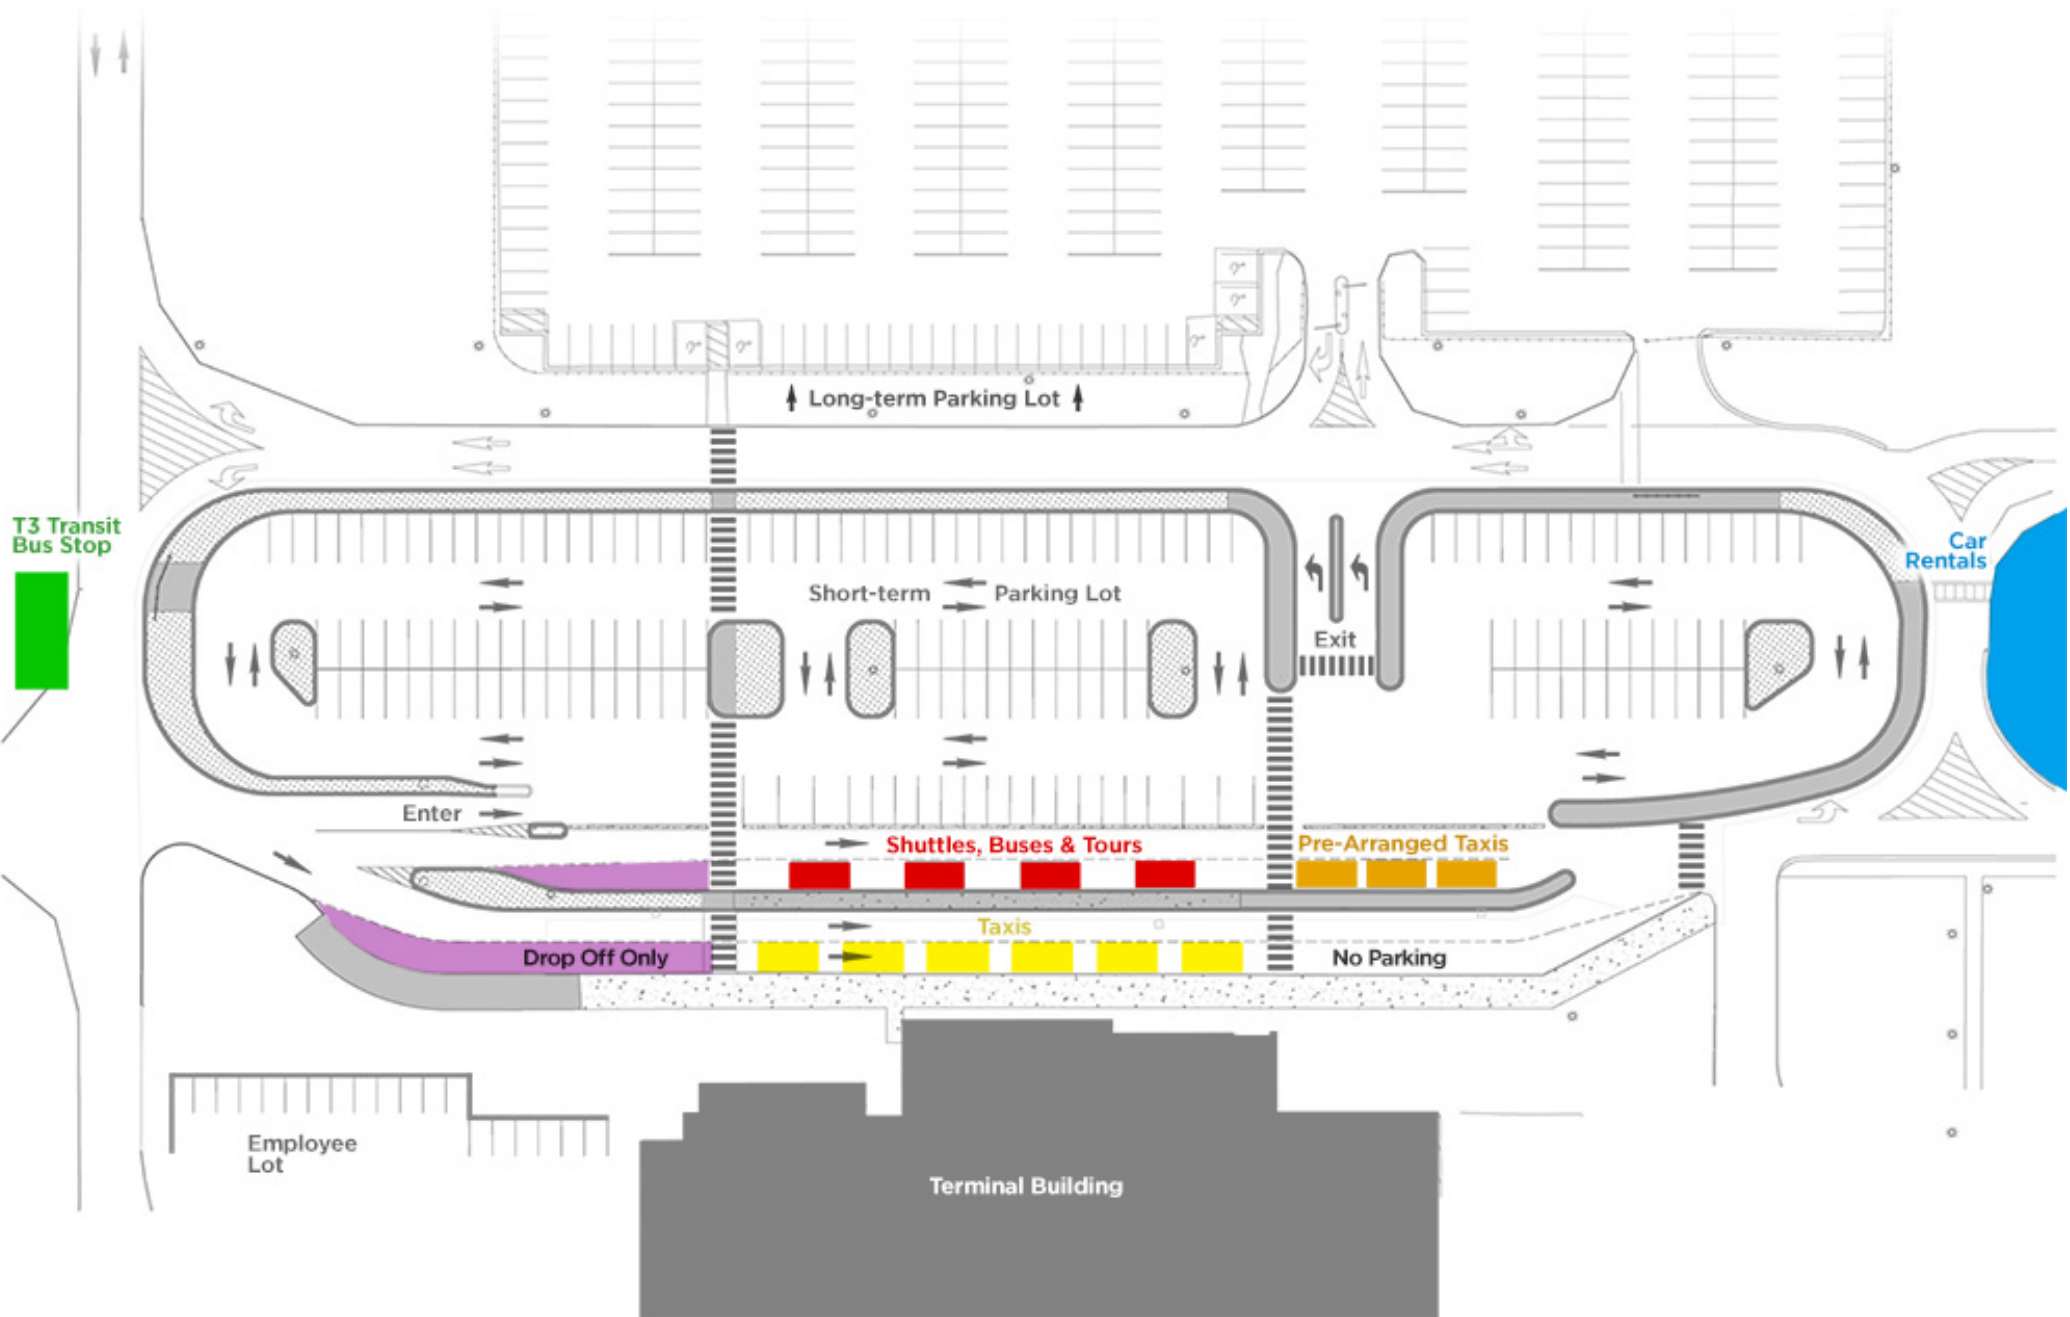 Long-term Parking Lot
T3 Transit
Bus Stop
Car
Rentals
Short-term
Parking Lot
Exit
Enter
Shuttles, Buses & Tours
Pre-Arranged Taxis
Taxis
Drop Off Only
No Parking
Employee
Lot
Terminal Building